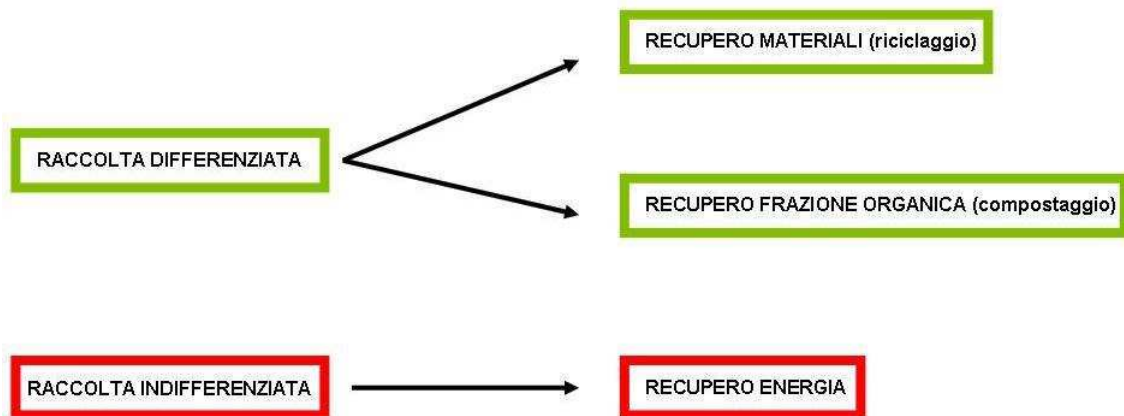 RECUPERO MATERIALI (riciclaggio)
RACCOLTA DIFFERENZIATA
RECUPERO FRAZIONE ORGANICA (compostaggio)
RACCOLTA INDIFFERENZIATA
RECUPERO ENERGIA